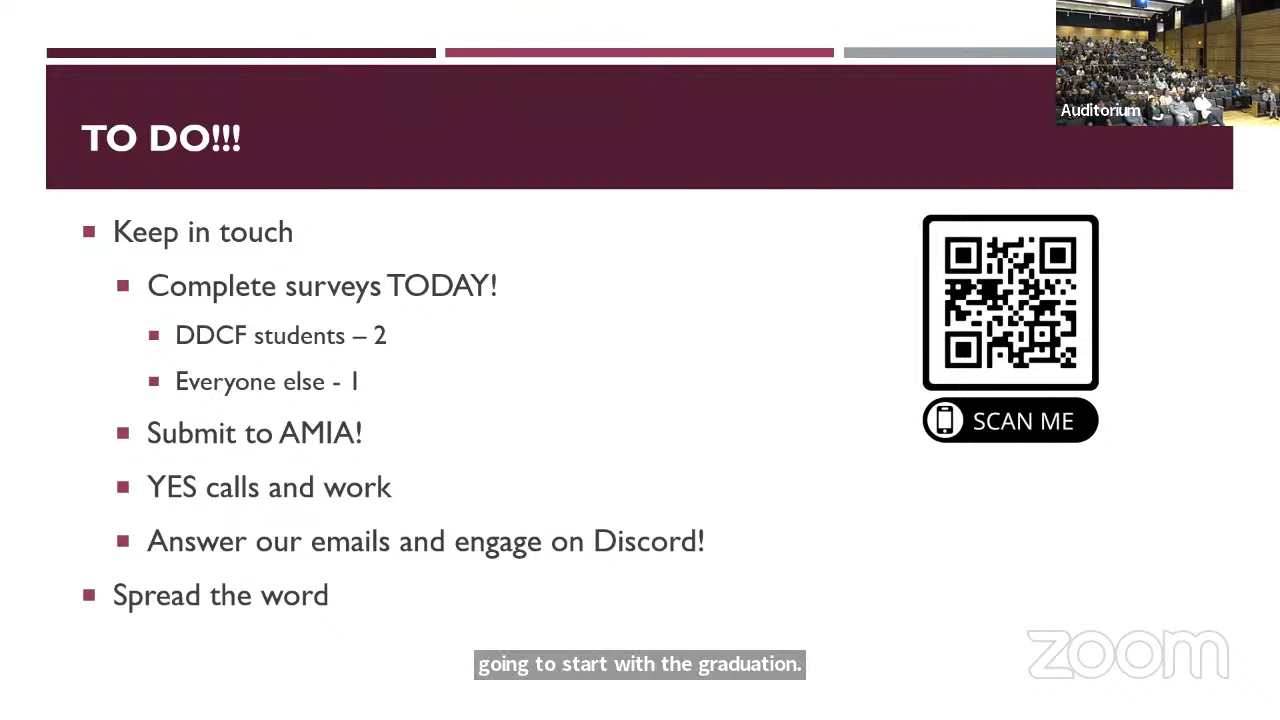 Auditorium
TO DO!!!
Keep in touch
Complete surveys TODAY!
DDCF students – 2
Everyone else - 1
Submit to AMIA!
YES calls and work
Answer our emails and engage on Discord!
Spread the word
SCAN ME
going to start with the graduation.
zoom